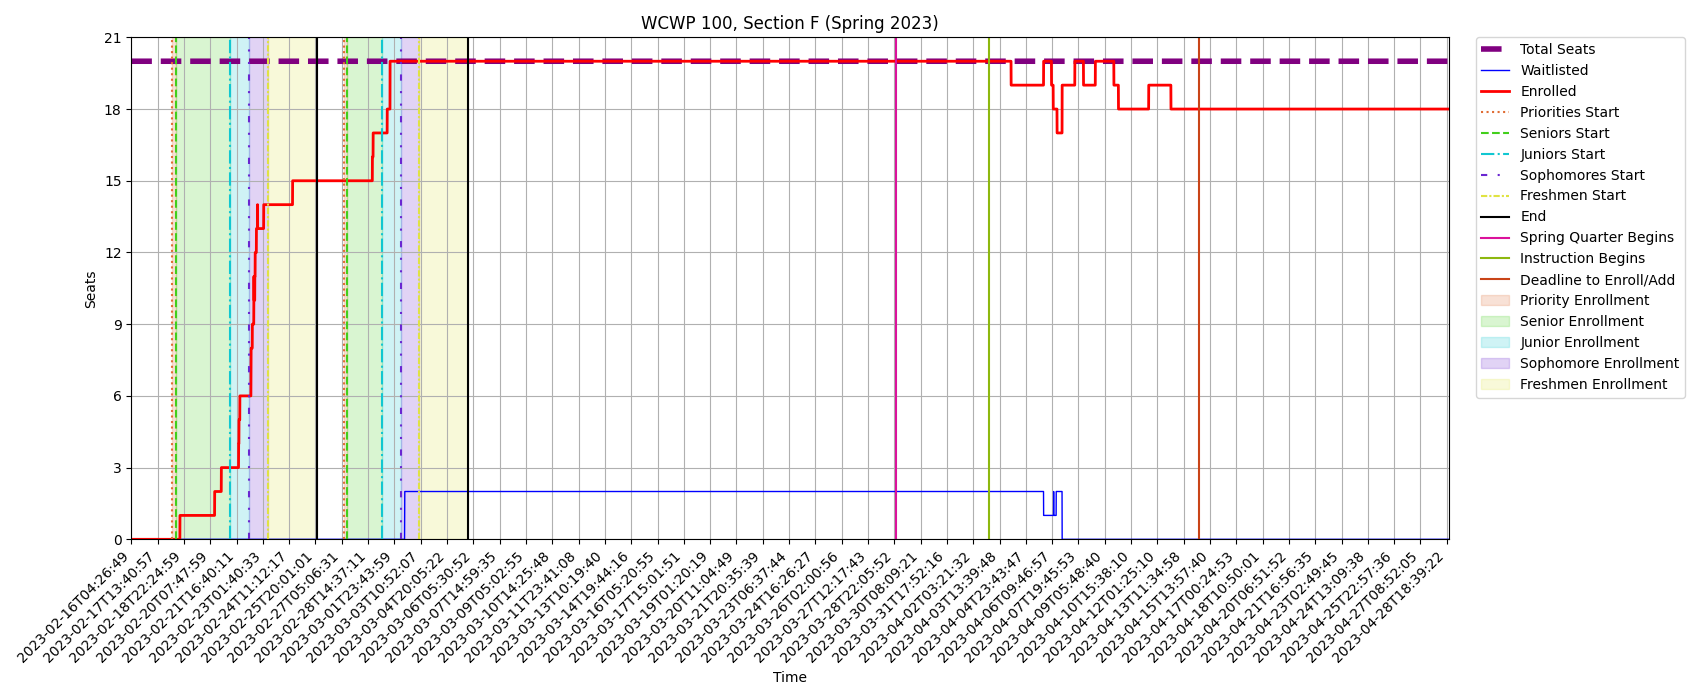 WCWP 100, Section F (Spring 2023)
21
18
15
12
9
6
3
0
Seats
2023-02-16T04:26:49
2023-02-17T13:40:57
2023-02-18T22:24:59
2023-02-20T07:47:59
2023-02-21T16:40:11
2023-02-23T01:40:33
2023-02-24T11:12:17
2023-02-25T20:01:01
2023-02-27T05:06:31
2023-02-28T14:37:11
2023-03-01T23:43:59
2023-03-03T10:52:07
2023-03-04T20:05:22
2023-03-06T05:30:52
2023-03-07T14:59:35
2023-03-09T05:02:55
2023-03-10T14:25:48
2023-03-11T23:41:08
2023-03-13T10:19:40
2023-03-14T19:44:16
2023-03-16T05:20:55
2023-03-17T15:01:51
2023-03-19T01:20:19
2023-03-20T11:04:49
2023-03-21T20:35:39
2023-03-23T06:37:44
2023-03-24T16:26:27
2023-03-26T02:00:56
2023-03-27T12:17:43
2023-03-28T22:05:52
2023-03-30T08:09:21
2023-03-31T17:52:16
2023-04-02T03:21:32
2023-04-03T13:39:48
2023-04-04T23:43:47
2023-04-06T09:46:57
2023-04-07T19:45:53
2023-04-09T05:48:40
2023-04-10T15:38:10
2023-04-12T01:25:10
2023-04-13T11:34:58
2023-04-15T13:57:40
2023-04-17T00:24:53
2023-04-18T10:50:01
2023-04-20T06:51:52
2023-04-21T16:56:35
2023-04-23T02:49:45
2023-04-24T13:09:38
2023-04-25T22:57:36
2023-04-27T08:52:05
2023-04-28T18:39:22
Time
Total Seats
Waitlisted
Enrolled
Priorities Start
Seniors Start
Juniors Start
Sophomores Start
Freshmen Start
End
Spring Quarter Begins
Instruction Begins
Deadline to Enroll/Add
Priority Enrollment
Senior Enrollment
Junior Enrollment
Sophomore Enrollment
Freshmen Enrollment